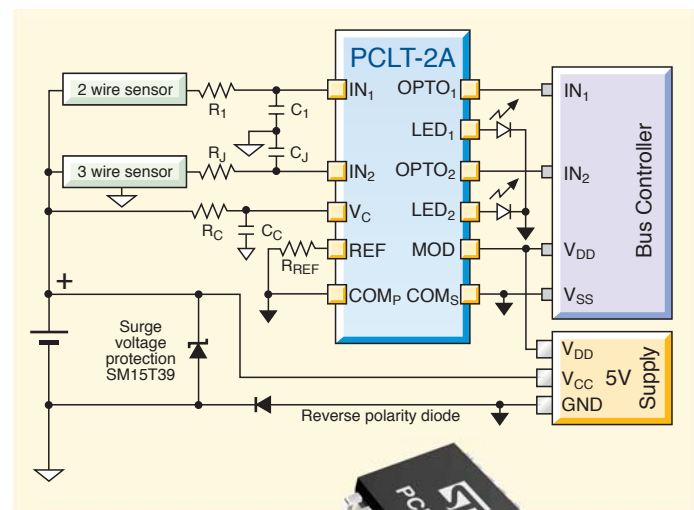 PCLT-2A
2 wire sensor
R1
C1
IN1
OPTO1
IN1
LED1
3 wire sensor
RJ
CJ
IN2
OPTO2
IN2
RC
CC
VC
LED2
RREF
REF
MOD
VDD
COMP
COMS
VSS
Bus Controller
+
Surge
voltage
protection
SM15T39
Reverse polarity diode
VDD
VCC
5V
GND
Supply